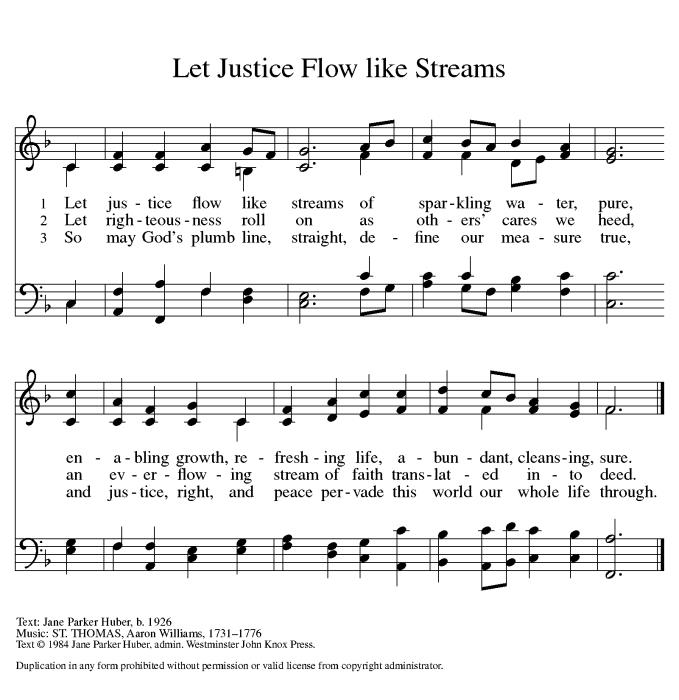 Let Justice Flow like Streams
1 Let jus - tice flow like streams of spar - kling wa - ter, pure,
2 Let righ - teous - ness roll on as oth - ers' cares we heed,
3 So may God's plumb line, straight, de - fine our mea - sure true,
en - a - bling growth, re - fresh - ing life, a - bun - dant, cleans - ing, sure.
an ev - er - flow - ing stream of faith trans - lat - ed in - to deed.
and jus - tice, right, and peace per - vade this world our whole life through.
Text: Jane Parker Huber, b. 1926
Music: ST. THOMAS, Aaron Williams, 1731–1776
Text © 1984 Jane Parker Huber, admin. Westminster John Knox Press.
Duplication in any form prohibited without permission or valid license from copyright administrator.